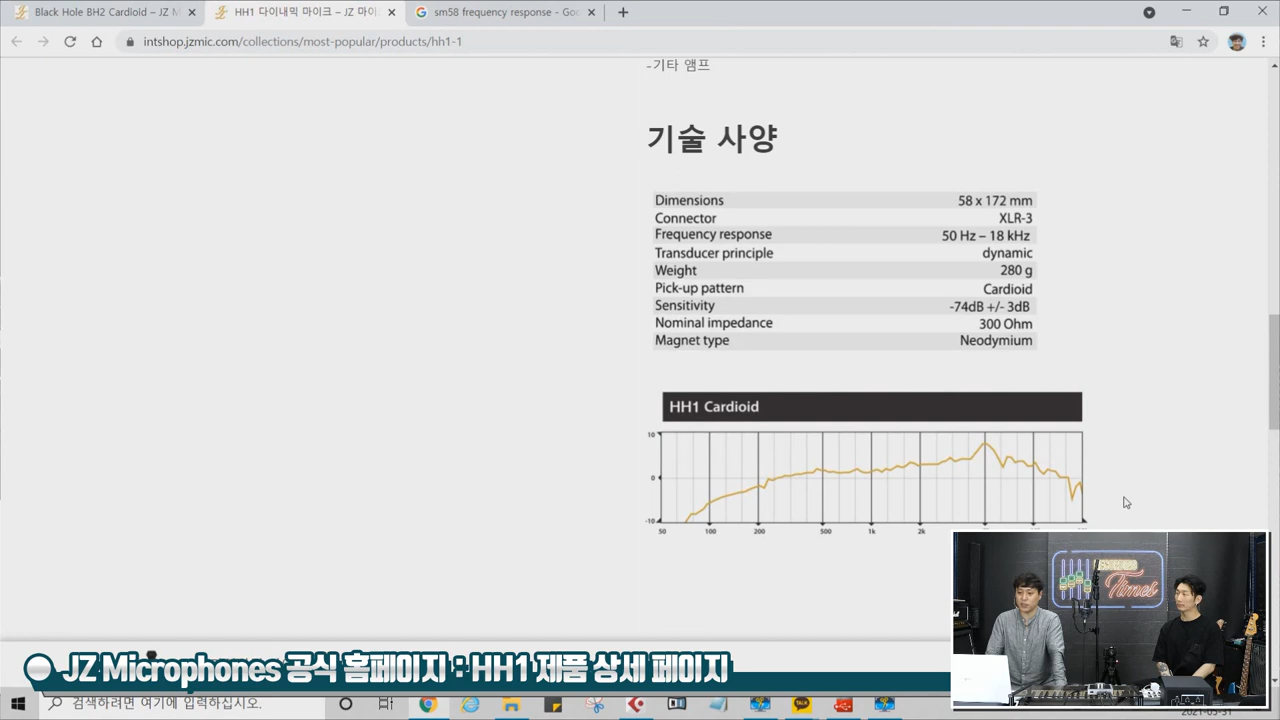 Black Hole BH2 Cardioid – JZ M
HH1 다이내믹 마이크 – JZ 마이
sm58 frequency response - Goo
intshop.jzmic.com/collections/most-popular/products/hh1-1
-기타 앰프
기술 사양
Dimensions 58 x 172 mm
Connector XLR-3
Frequency response 50 Hz – 18 kHz
Transducer principle dynamic
Weight 280 g
Pick-up pattern Cardioid
Sensitivity -74dB +/- 3dB
Nominal impedance 300 Ohm
Magnet type Neodymium
HH1 Cardioid
10
0
-10
50 100 200 500 1k 2k
Times
JZ Microphones 공식 홈페이지 : HH1 제품 상세 페이지
검색하려면 여기에 입력하십시오.
TALK
2021-03-31